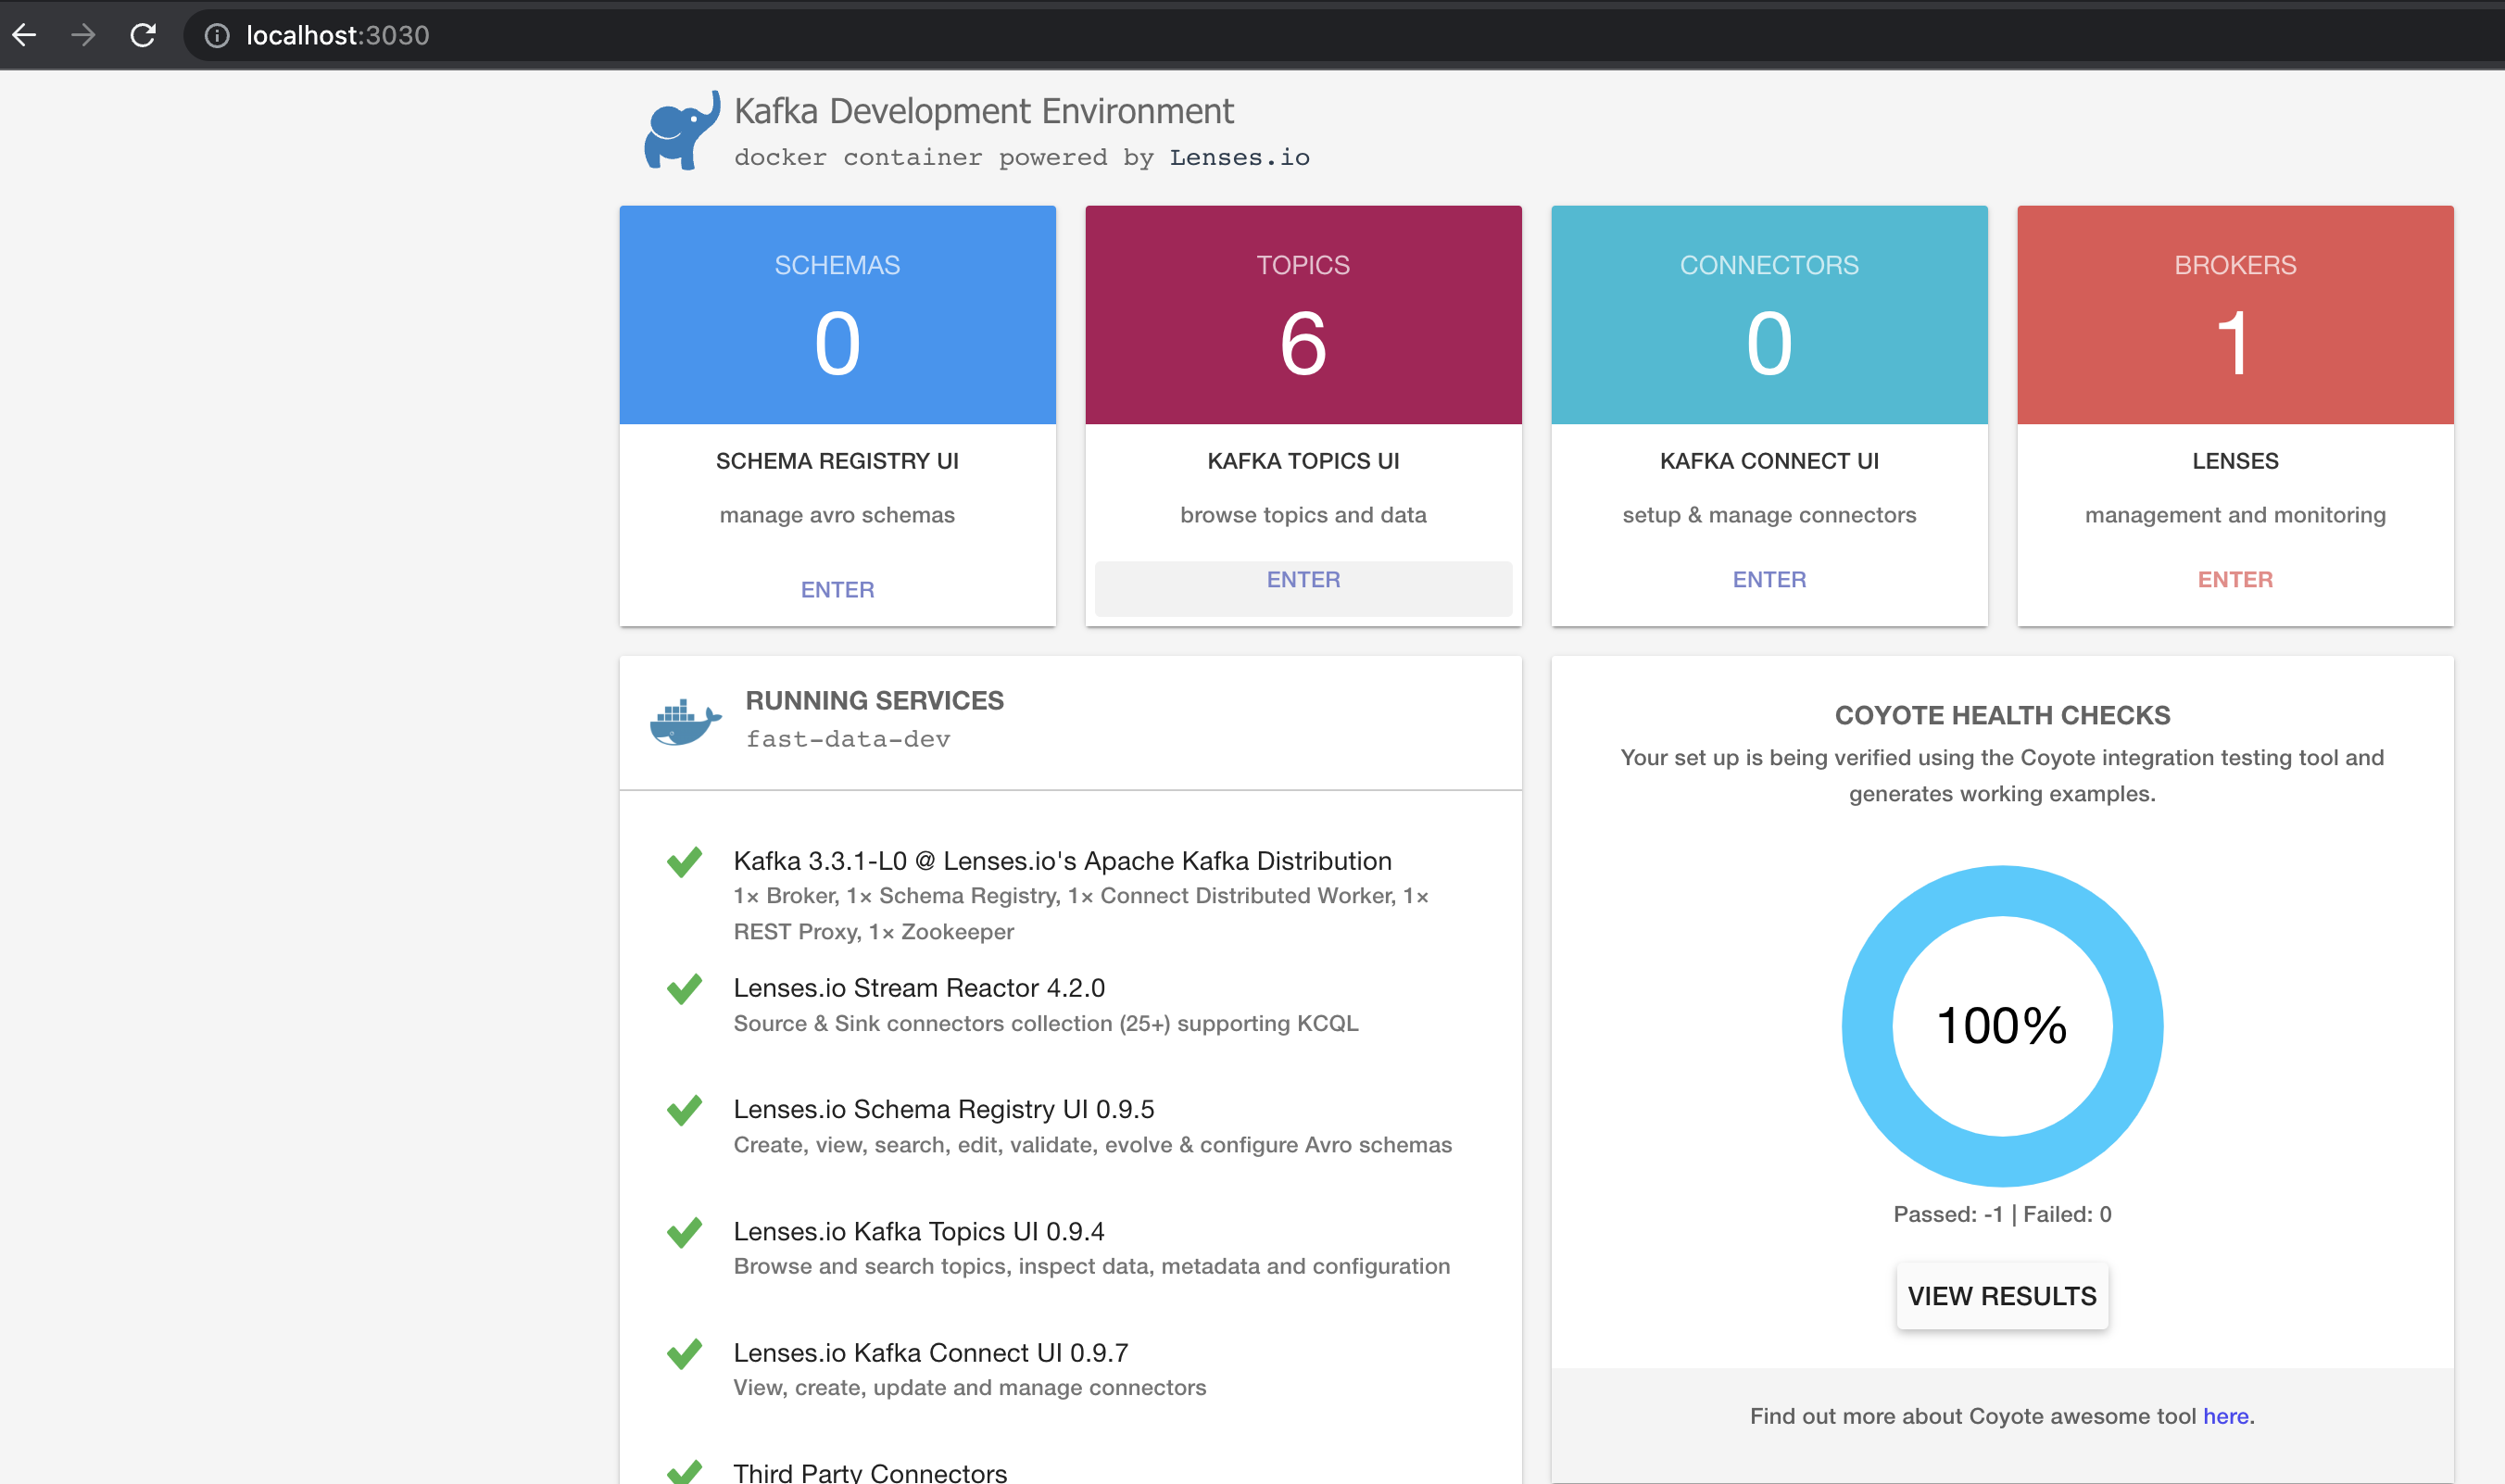 localhost:3030
Kafka Development Environment
docker container powered by Lenses.io
SCHEMAS
0
SCHEMA REGISTRY UI
manage avro schemas
ENTER
TOPICS
6
KAFKA TOPICS UI
browse topics and data
ENTER
CONNECTORS
0
KAFKA CONNECT UI
setup & manage connectors
ENTER
BROKERS
1
LENSES
management and monitoring
ENTER
RUNNING SERVICES
fast-data-dev
Kafka 3.3.1-L0 @ Lenses.io's Apache Kafka Distribution
1× Broker, 1× Schema Registry, 1× Connect Distributed Worker, 1×
REST Proxy, 1× Zookeeper
Lenses.io Stream Reactor 4.2.0
Source & Sink connectors collection (25+) supporting KCQL
Lenses.io Schema Registry UI 0.9.5
Create, view, search, edit, validate, evolve & configure Avro schemas
Lenses.io Kafka Topics UI 0.9.4
Browse and search topics, inspect data, metadata and configuration
Lenses.io Kafka Connect UI 0.9.7
View, create, update and manage connectors
Third Party Connectors
COYOTE HEALTH CHECKS
Your set up is being verified using the Coyote integration testing tool and
generates working examples.
100%
Passed: -1 | Failed: 0
VIEW RESULTS
Find out more about Coyote awesome tool here.